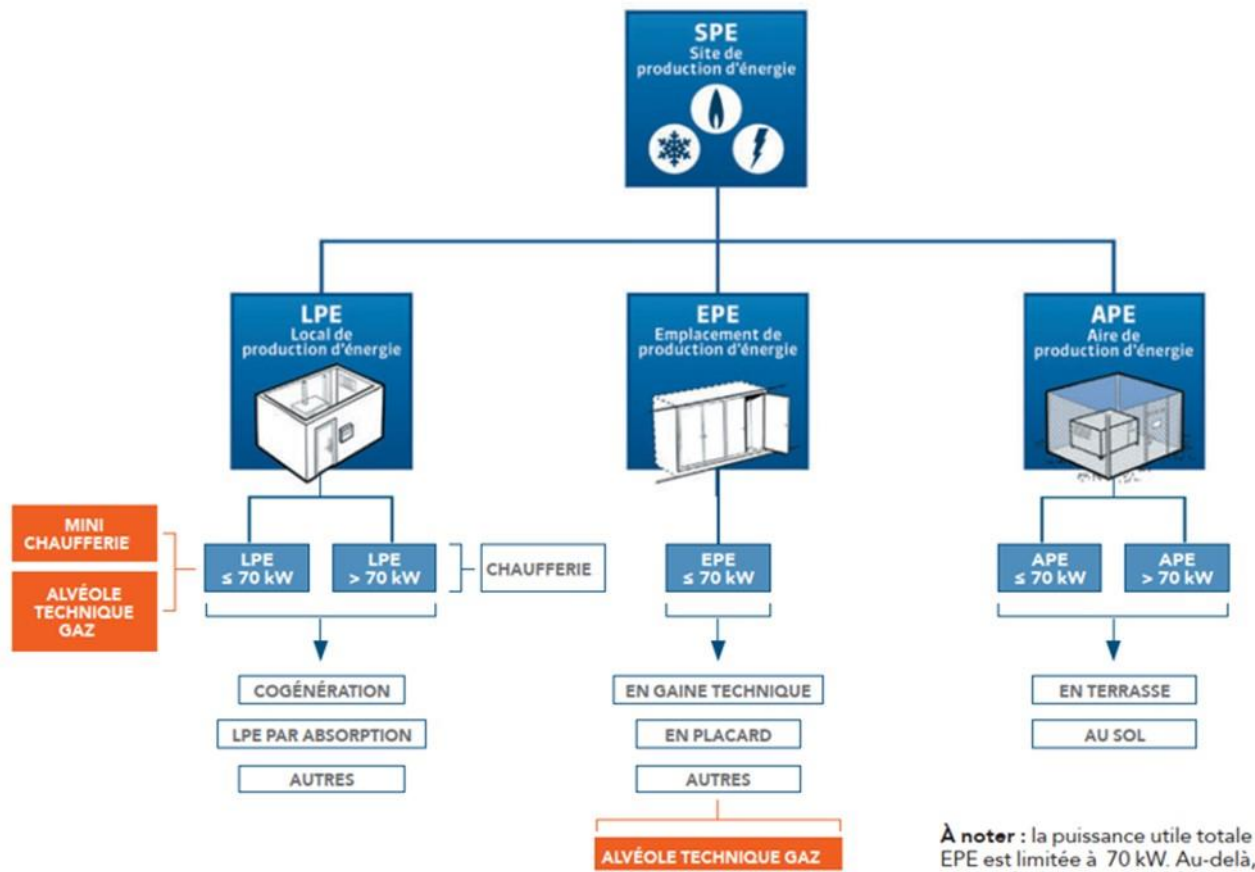 SPE
Site de
production d'énergie
LPE
Local de
production d'énergie
EPE
Emplacement de
production d'énergie
APE
Aire de
production d'énergie
MINI
CHAUFFERIE
ALVÉOLE
TECHNIQUE
GAZ
LPE
≤ 70 kW
LPE
> 70 kW
CHAUFFERIE
EPE
≤ 70 kW
APE
≤ 70 kW
APE
> 70 kW
COGÉNÉRATION
LPE PAR ABSORPTION
AUTRES
EN GAINE TECHNIQUE
EN PLACARD
AUTRES
ALVÉOLE TECHNIQUE GAZ
EN TERRASSE
AU SOL
À noter : la puissance utile totale
EPE est limitée à 70 kW. Au-delà,